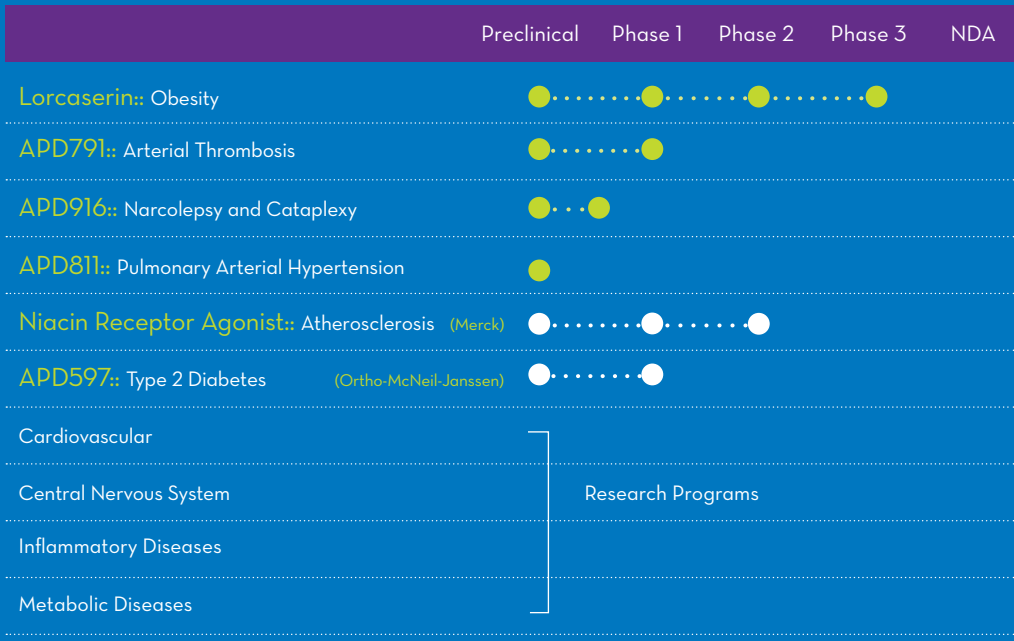 Preclinical Phase 1 Phase 2 Phase 3 NDA
Lorcaserin:: Obesity
APD791:: Arterial Thrombosis
APD916:: Narcolepsy and Cataplexy
APD811:: Pulmonary Arterial Hypertension
Niacin Receptor Agonist:: Atherosclerosis (Merck)
APD597:: Type 2 Diabetes (Ortho-McNeil-Janssen)
Cardiovascular
Central Nervous System Research Programs
Inflammatory Diseases
Metabolic Diseases